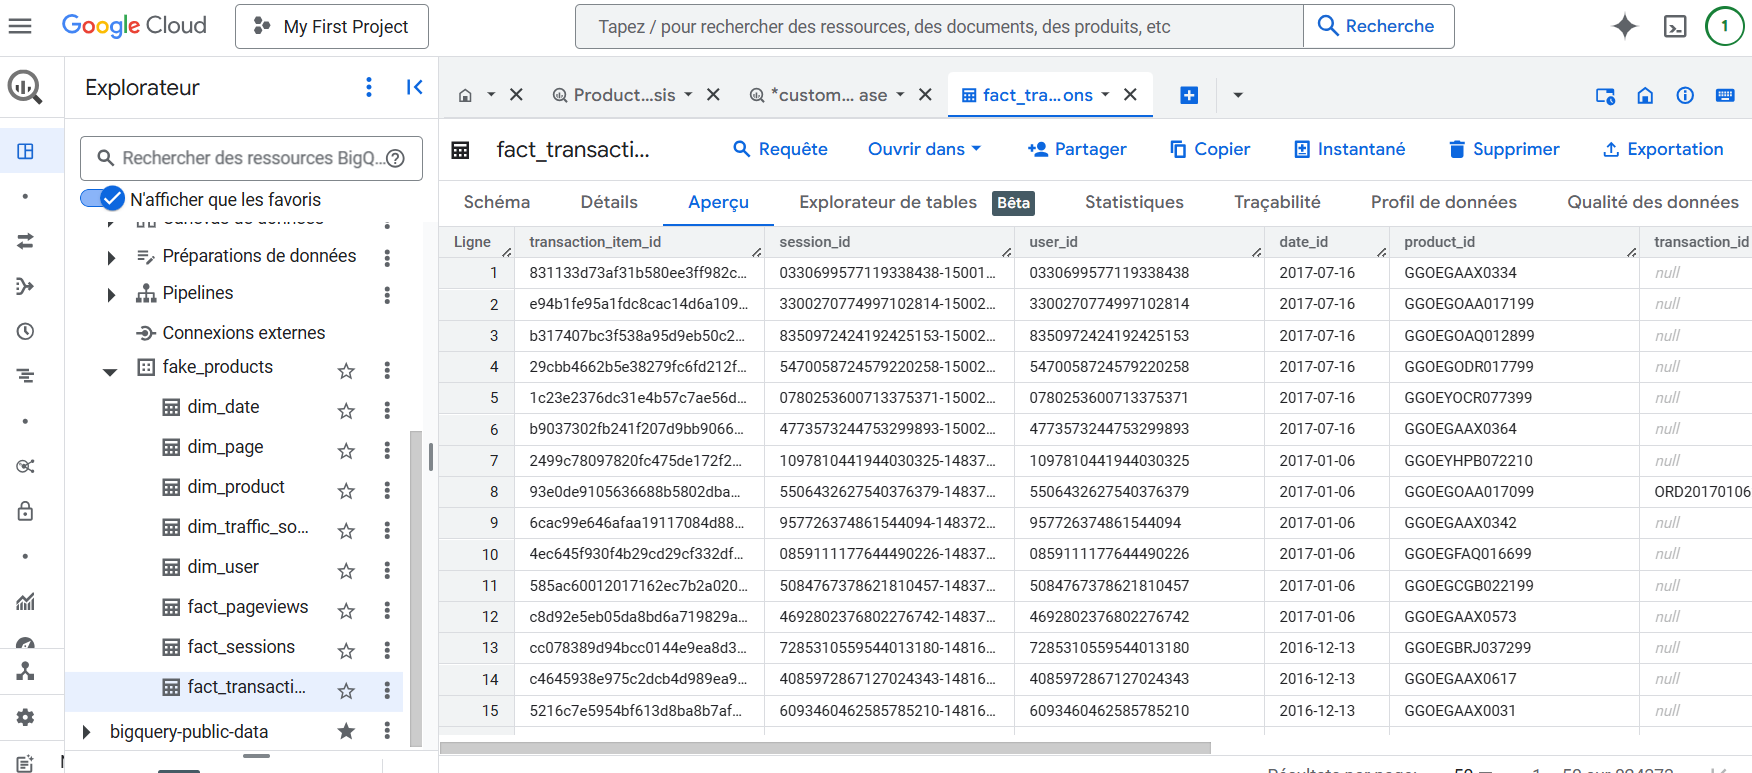 Google Cloud
My First Project
Tapez / pour rechercher des ressources, des documents, des produits, etc
Recherche
1
Explorateur
Product...sis
*custom... ase
fact_tra...ons
Rechercher des ressources BigQ...
N'afficher que les favoris
Préparations de données
Pipelines
Connexions externes
fake_products
dim_date
dim_page
dim_product
dim_traffic_so...
dim_user
fact_pageviews
fact_sessions
fact_transacti...
bigquery-public-data
fact_transacti...
Requête
Ouvrir dans
Partager
Copier
Instantané
Supprimer
Exportation
Schéma
Détails
Aperçu
Explorateur de tables
Bêta
Statistiques
Traçabilité
Profil de données
Qualité des données
Ligne transaction_item_id session_id user_id date_id product_id transaction_id
1 831133d73af31b580ee3ff982c... 0330699577119338438-15001... 0330699577119338438 2017-07-16 GGOEGAAX0334 null
2 e94b1fe95a1fdc8cac14d6a109... 3300270774997102814-15002... 3300270774997102814 2017-07-16 GGOEGOAA017199 null
3 b317407bc3f538a95d9eb50c2... 8350972424192425153-15002... 8350972424192425153 2017-07-16 GGOEGOAQ012899 null
4 29cbb4662b5e38279fc6fd212f... 5470058724579220258-15002... 5470058724579220258 2017-07-16 GGOEGODR017799 null
5 1c23e2376dc31e4b57c7ae56d... 0780253600713375371-15002... 0780253600713375371 2017-07-16 GGOEYOCR077399 null
6 b9037302fb241f207d9bb9066... 4773573244753299893-15002... 4773573244753299893 2017-07-16 GGOEGAAX0364 null
7 2499c78097820fc475de172f2... 1097810441944030325-14837... 1097810441944030325 2017-01-06 GGOEYHPB072210 null
8 93e0de9105636688b5802dba... 5506432627540376379-14837... 5506432627540376379 2017-01-06 GGOEGOAA017099 ORD20170106
9 6cac99e646afaa19117084d88... 957726374861544094-148372... 957726374861544094 2017-01-06 GGOEGAAX0342 null
10 4ec645f930f4b29cd29cf332df... 0859111177644490226-14837... 0859111177644490226 2017-01-06 GGOEGFAQ016699 null
11 585ac60012017162ec7b2a020... 5084767378621810457-14837... 5084767378621810457 2017-01-06 GGOEGCGB022199 null
12 c8d92e5eb05da8bd6a719829a... 4692802376802276742-14837... 4692802376802276742 2017-01-06 GGOEGAAX0573 null
13 cc078389d94bcc0144e9ea8d3... 7285310559544013180-14816... 7285310559544013180 2016-12-13 GGOEGBRJ037299 null
14 c4645938e975c2dcb4d989ea9... 4085972867127024343-14816... 4085972867127024343 2016-12-13 GGOEGAAX0617 null
15 5216c7e5954bf613d8ba8b7af... 6093460462585785210-14816... 6093460462585785210 2016-12-13 GGOEGAAX0031 null